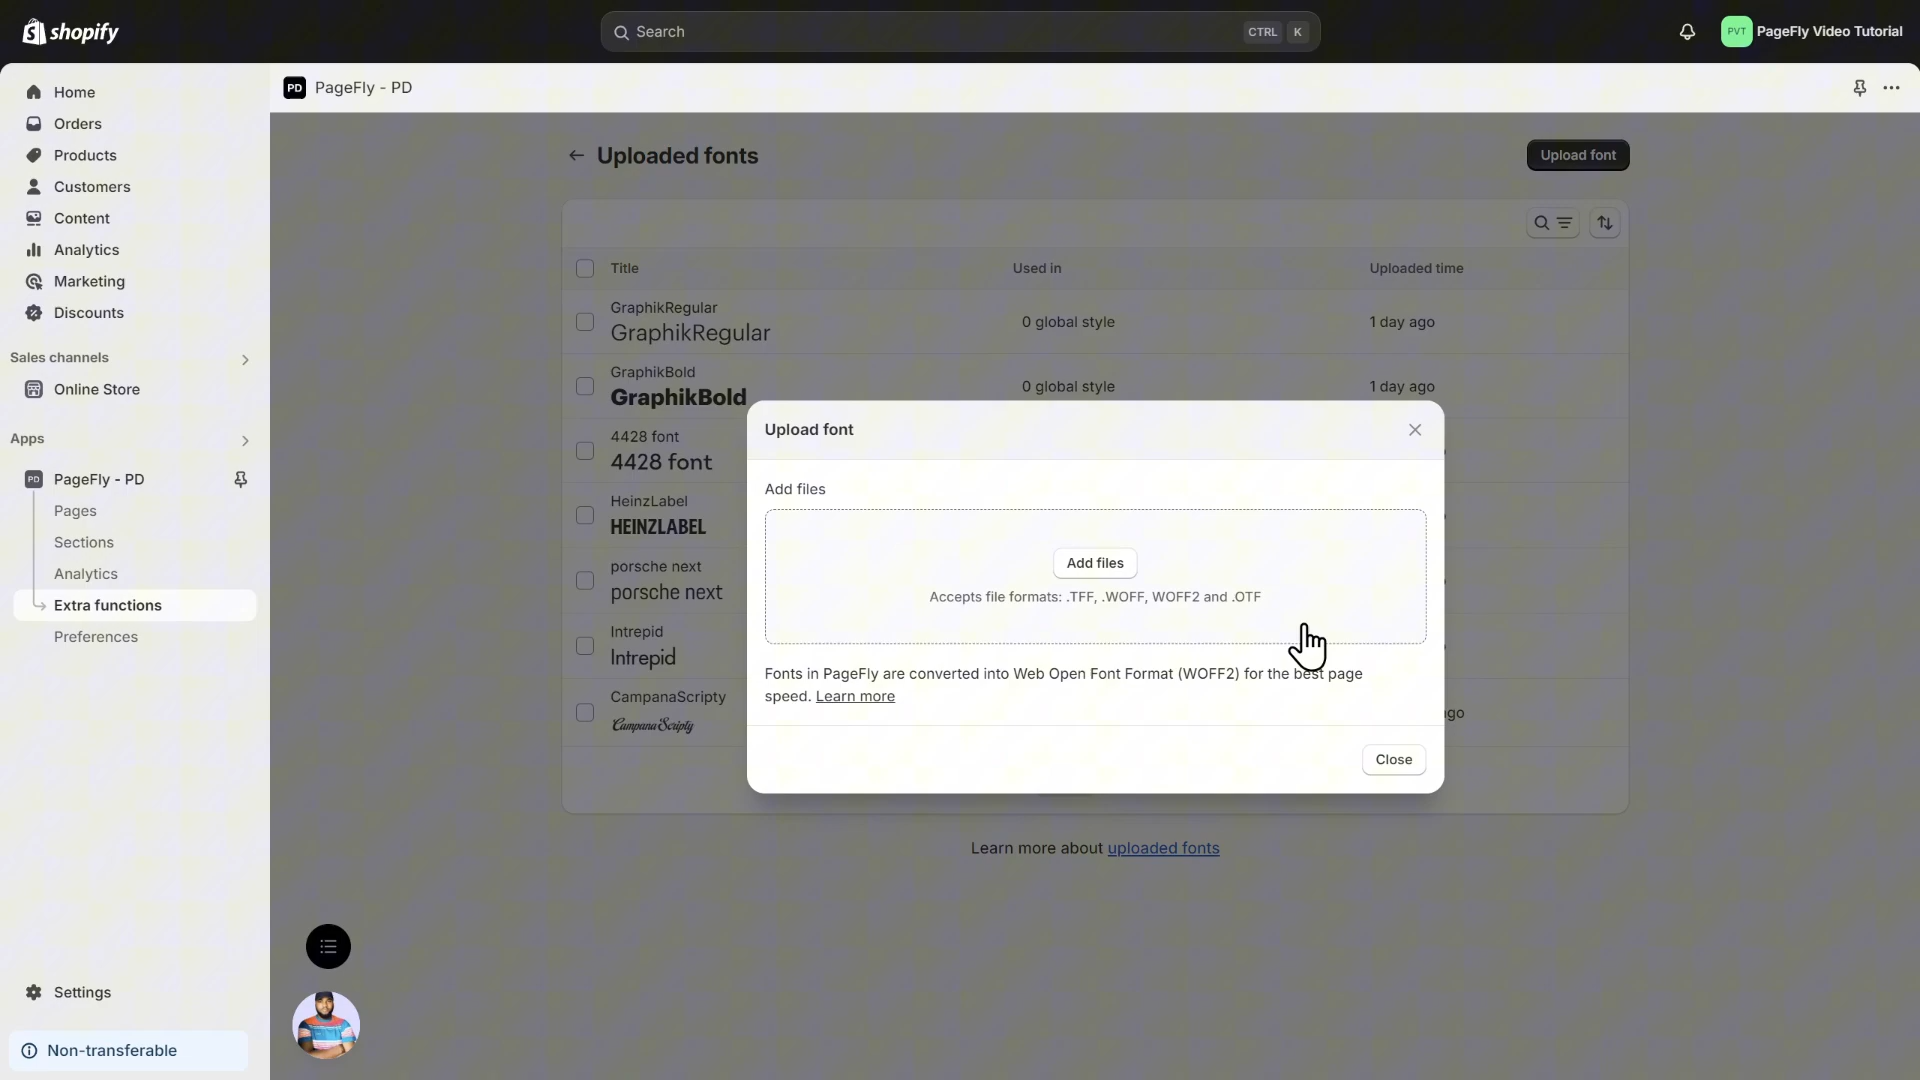 shopify
Search
CTRL K
PVT
PageFly Video Tutorial
Home
Orders
Products
Customers
Content
Analytics
Marketing
Discounts
Sales channels
Online Store
Apps
PD PageFly - PD
Pages
Sections
Analytics
Extra functions
Preferences
Settings
Non-transferable
PD PageFly - PD
Uploaded fonts
Upload font
Title Used in Uploaded time
GraphikRegular
GraphikRegular
0 global style
1 day ago
GraphikBold
GraphikBold
0 global style
1 day ago
4428 font
4428 font
HeinzLabel
HEINZLABEL
porsche next
porsche next
Intrepid
Intrepid
CampanaScripty
CampanaScripty
go
Upload font
Add files
Add files
Accepts file formats: .TFF, .WOFF, WOFF2 and .OTF
Fonts in PageFly are converted into Web Open Font Format (WOFF2) for the best page
speed. Learn more
Close
Learn more about uploaded fonts